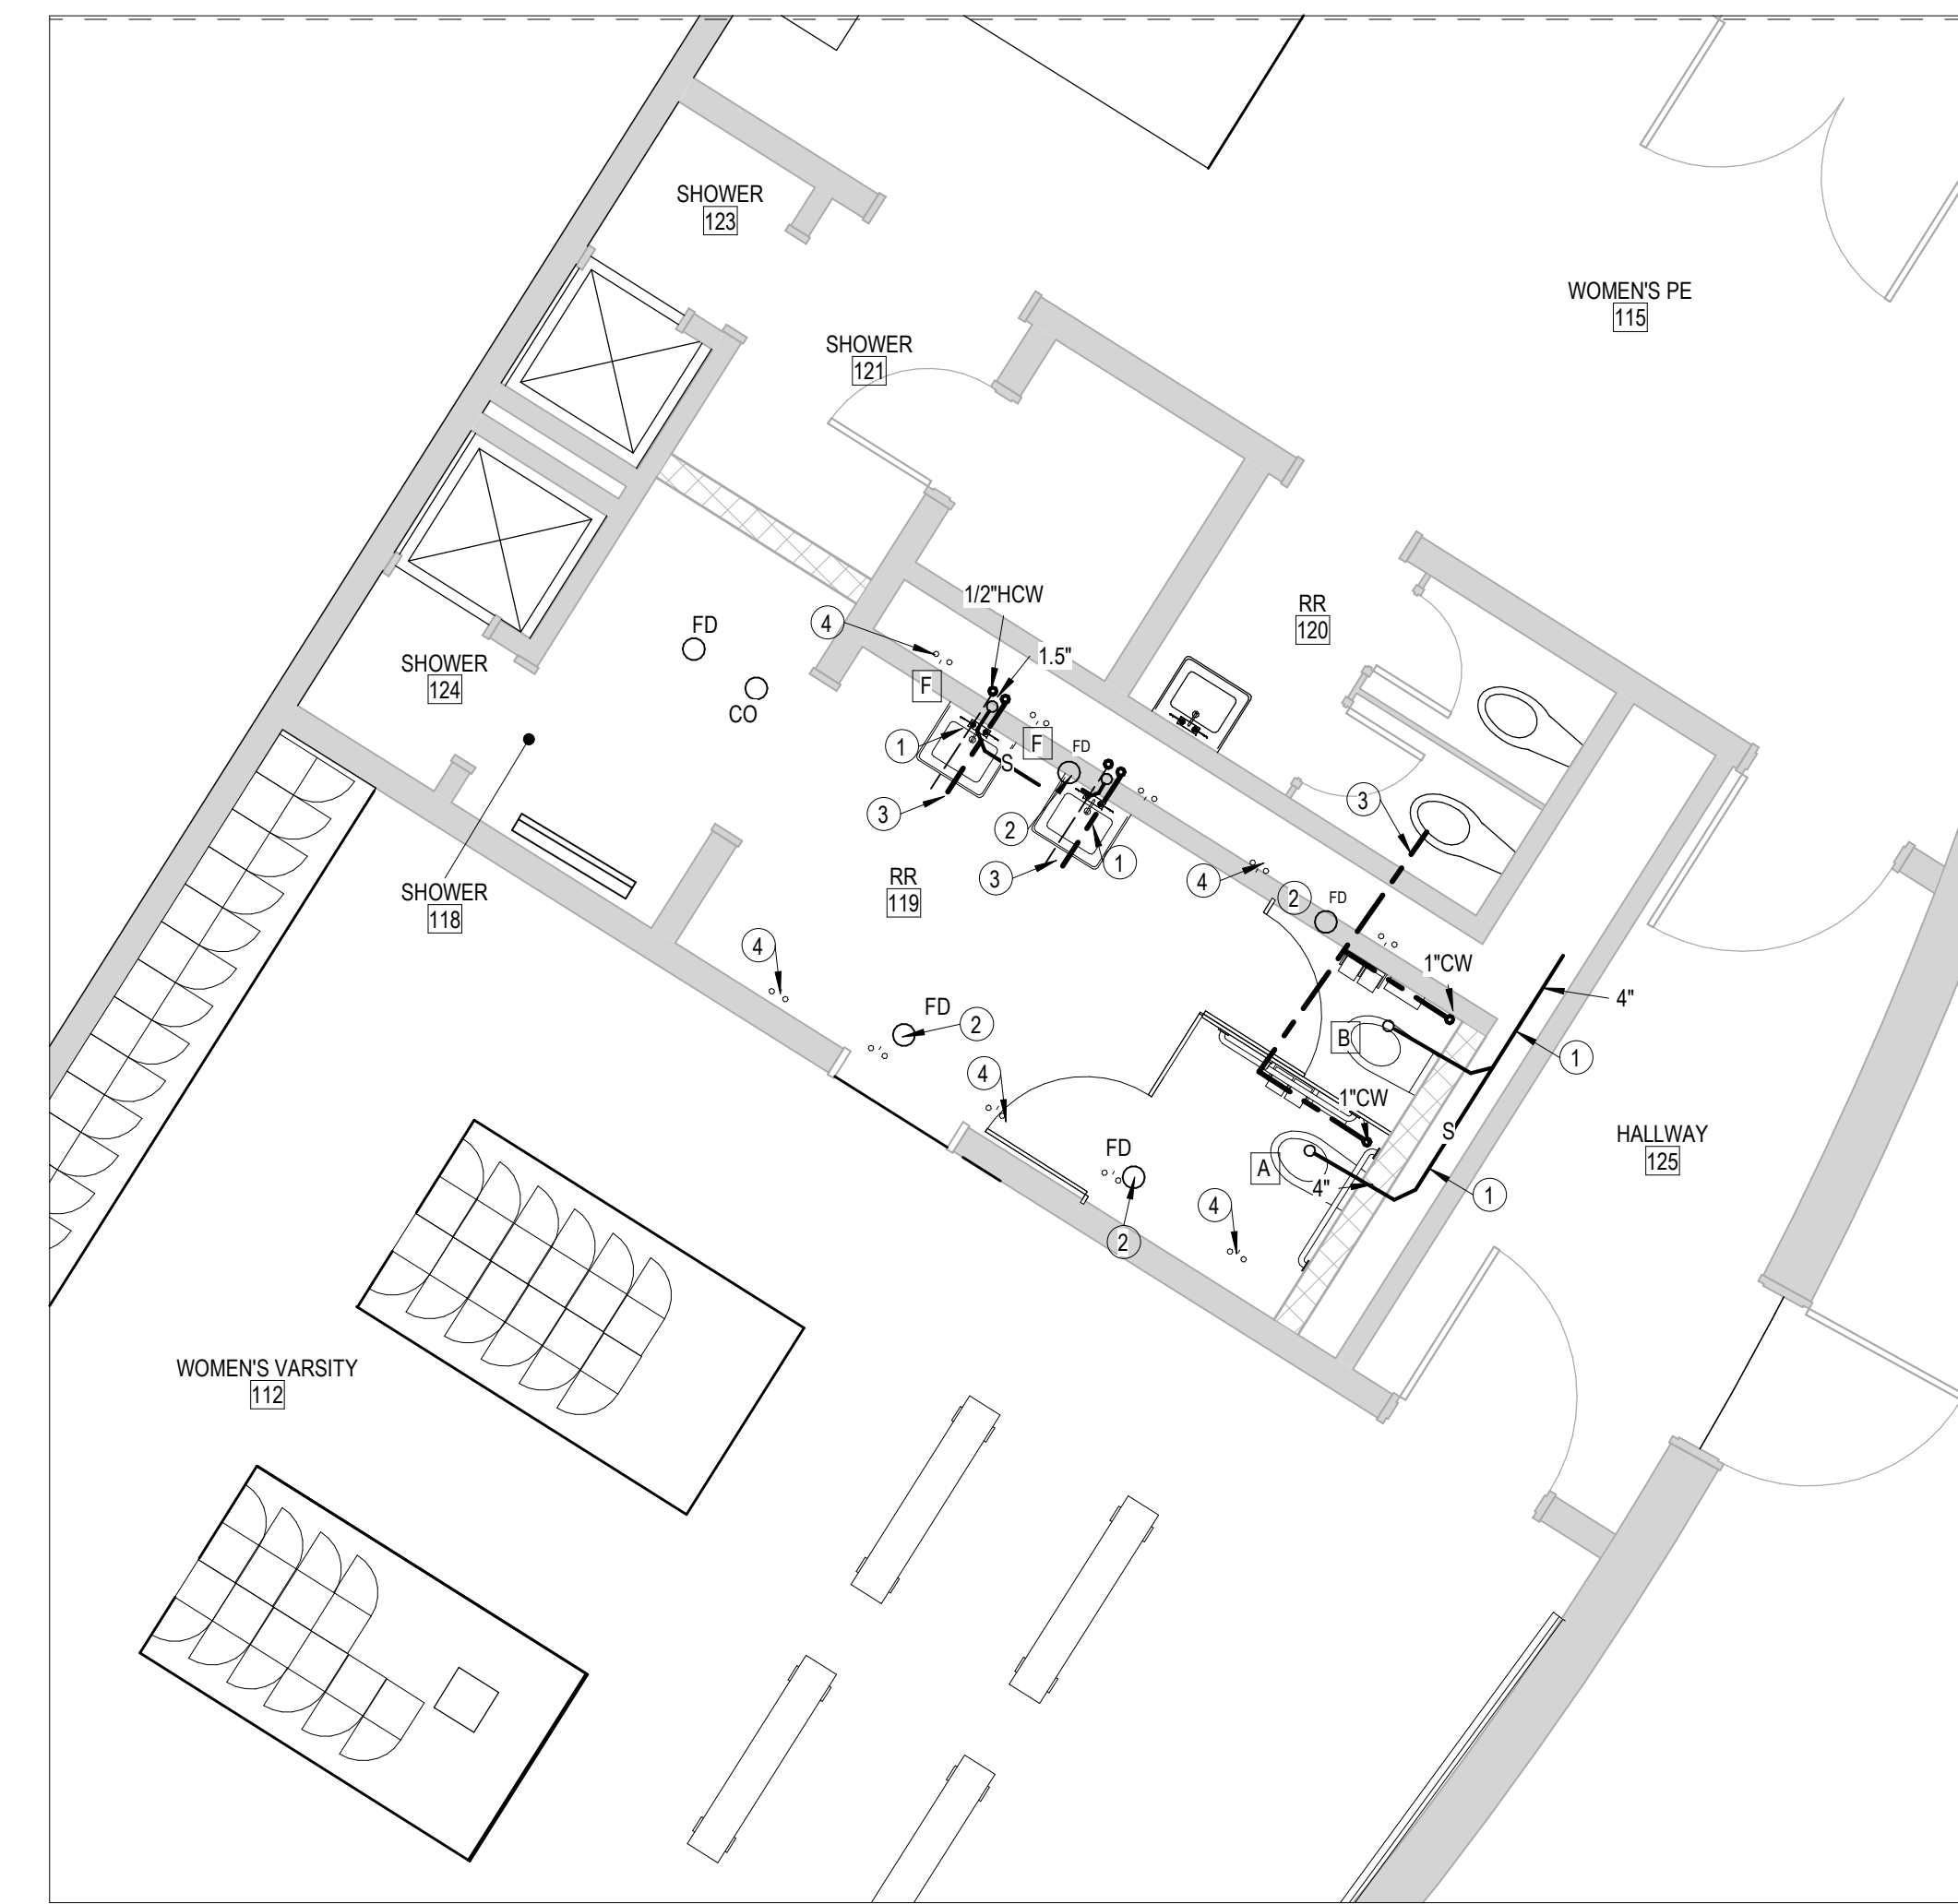 SHOWER
123
WOMEN'S PE
115
SHOWER
121
1/2"HCW
4
RR
120
FD
1.5"
SHOWER
124
F
CO
1
F
FD
S
3
3
2
1
RR
119
4
SHOWER
118
2
FD
3
4
1"CW
FD
2
4"
B
1
4
1"CW
S
HALLWAY
125
FD
A
4"
1
4
2
WOMEN'S VARSITY
112